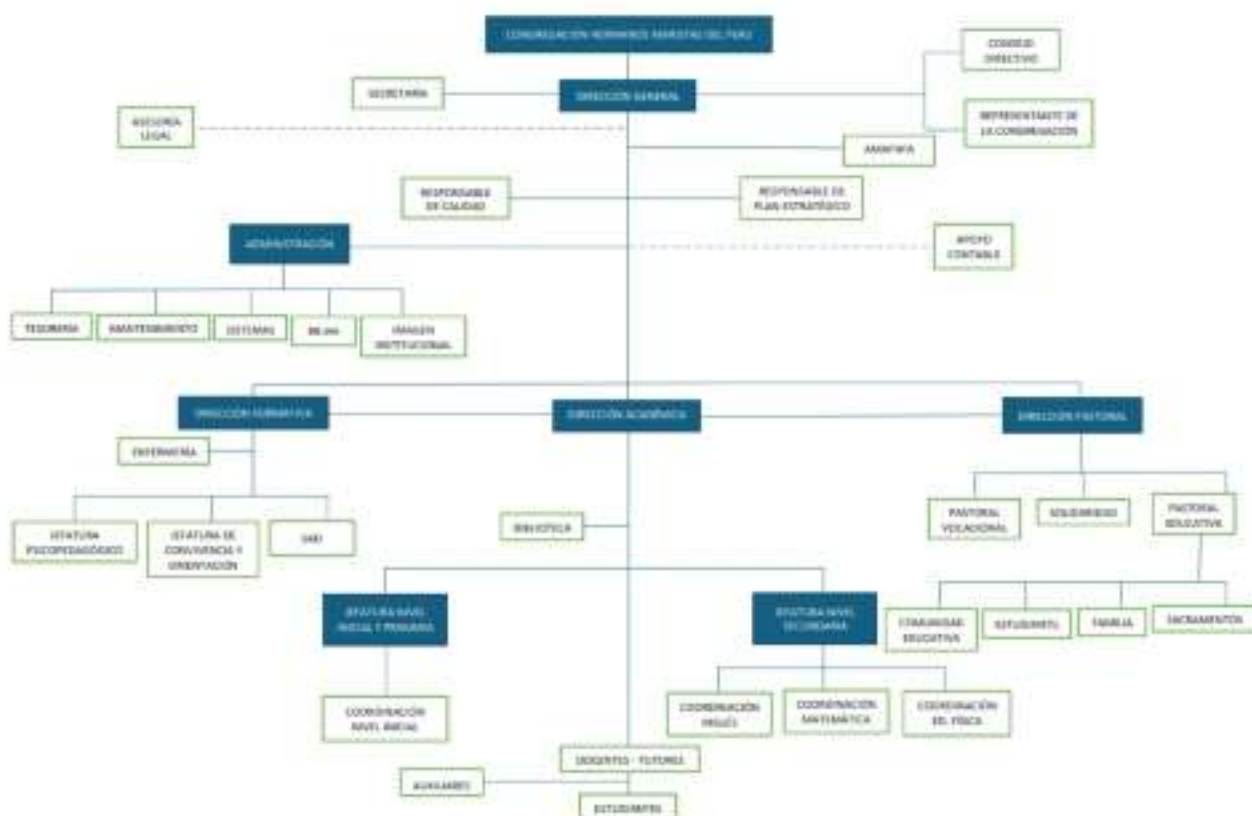 CONGREGACIÓN HERMANOS MARISTAS DEL PERÚ
CONSEJO
DIRECTIVO
SECRETARÍA
DIRECCIÓN GENERAL
ASESORÍA
LEGAL
REPRESENTANTE DE
LA CONGREGACIÓN
AMAPAFA
RESPONSABLE
DE CALIDAD
RESPONSABLE DE
PLAN ESTRATÉGICO
ADMINISTRACIÓN
APOYO
CONTABLE
TESORERÍA
MANTENIMIENTO
SISTEMAS
IMAGEN
INSTITUCIONAL
DIRECCIÓN FORMATIVA
DIRECCIÓN ACADÉMICA
DIRECCIÓN PASTORAL
ENFERMERÍA
BIBLIOTECA
PASTORAL
VOCACIONAL
SOLIDARIDAD
PASTORAL
EDUCATIVA
JEFATURA
PSICOPEDAGÓGICO
JEFATURA DE
CONVIVENCIA Y
ORIENTACIÓN
JEFATURA NIVEL
INICIAL Y PRIMARIA
JEFATURA NIVEL
SECUNDARIA
COMUNIDAD
EDUCATIVA
FAMILIA
SACRAMENTOS
COORDINACIÓN
NIVEL INICIAL
COORDINACIÓN
INGLÉS
COORDINACIÓN
MATEMÁTICA
COORDINACIÓN
ED. FÍSICA
DOCENTES - TUTORES
AUXILIARES
ESTUDIANTES